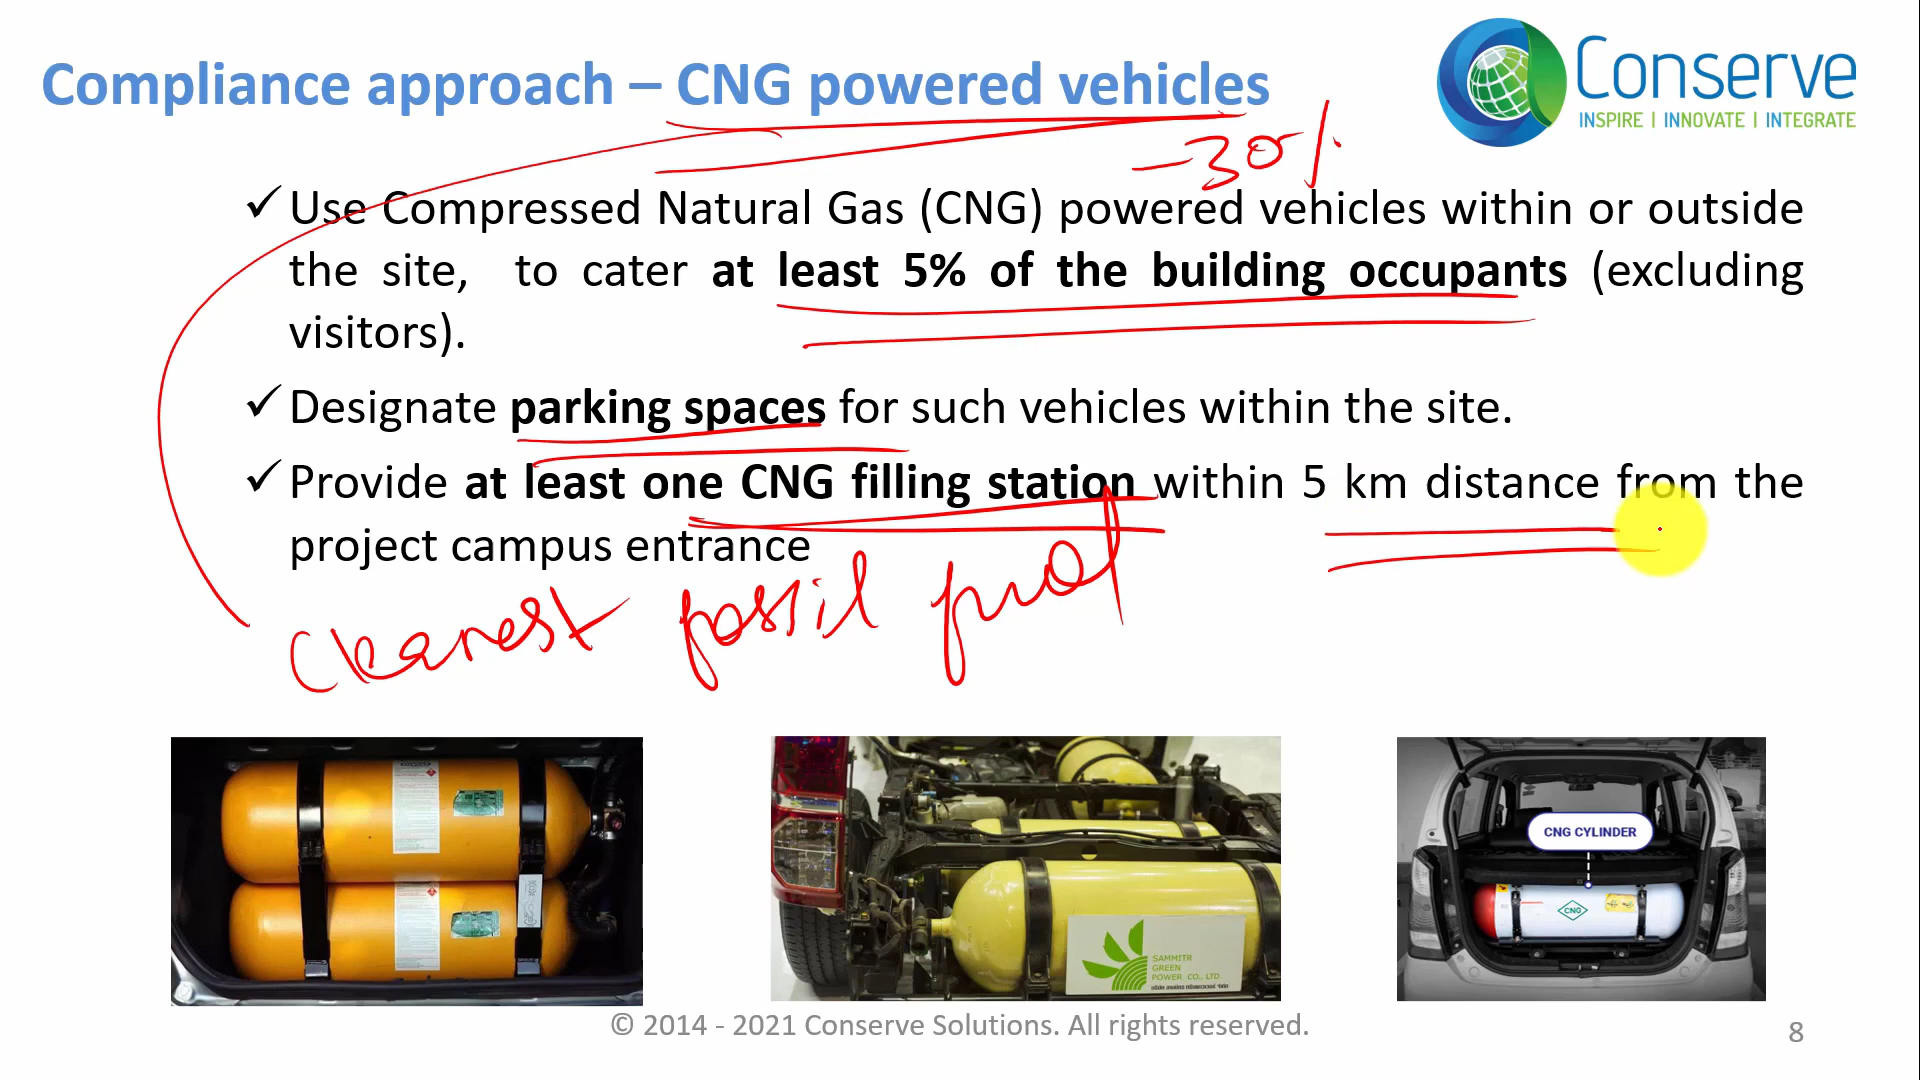 Compliance approach – CNG powered vehicles
Conserve
INSPIRE | INNOVATE | INTEGRATE
-30%
✓ Use Compressed Natural Gas (CNG) powered vehicles within or outside
the site, to cater at least 5% of the building occupants (excluding
visitors).
✓ Designate parking spaces for such vehicles within the site.
✓ Provide at least one CNG filling station within 5 km distance from the
project campus entrance
Cleanest fossil fuel
CNG CYLINDER
CNG
SAMMITR
GREEN
POWER CO., LTD.
© 2014 - 2021 Conserve Solutions. All rights reserved.
8